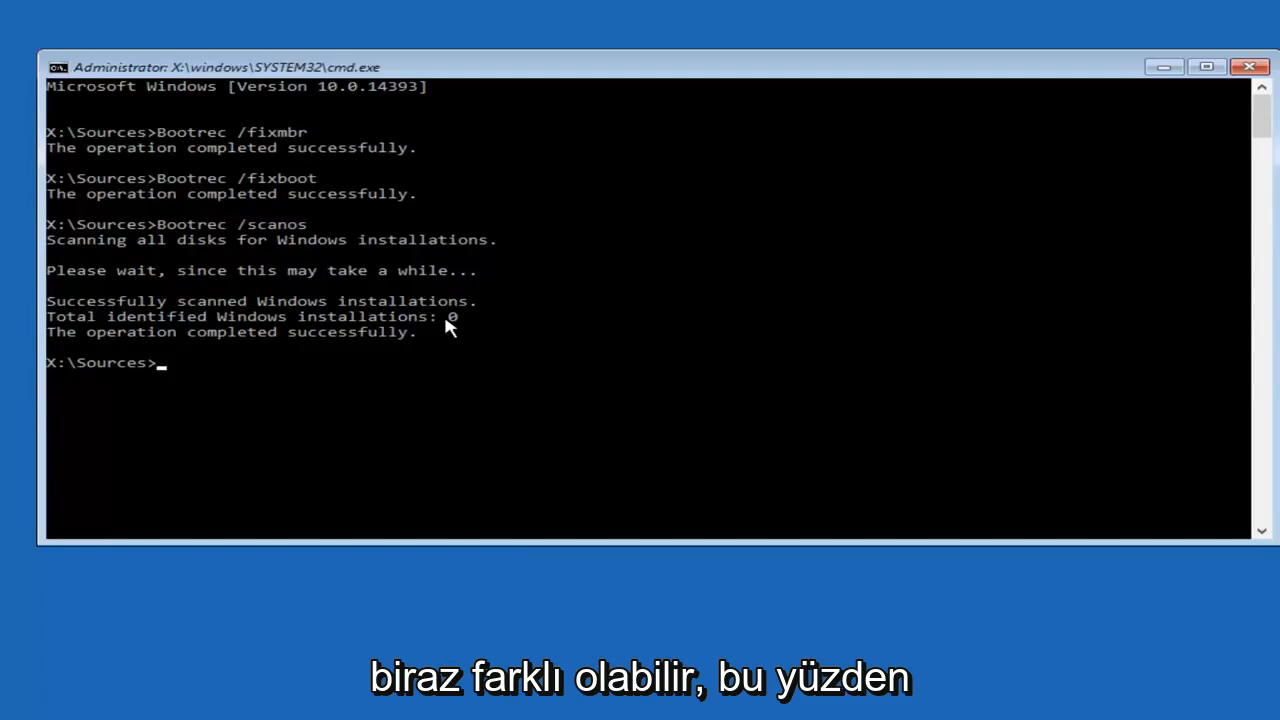 Administrator: X:\windows\SYSTEM32\cmd.exe
Microsoft Windows [Version 10.0.14393]
X:\Sources>Bootrec /fixmbr
The operation completed successfully.
X:\Sources>Bootrec /fixboot
The operation completed successfully.
X:\Sources>Bootrec /scanos
Scanning all disks for Windows installations.
Please wait, since this may take a while...
Successfully scanned Windows installations.
Total identified Windows installations: 0
The operation completed successfully.
X:\Sources>
biraz farklı olabilir, bu yüzden